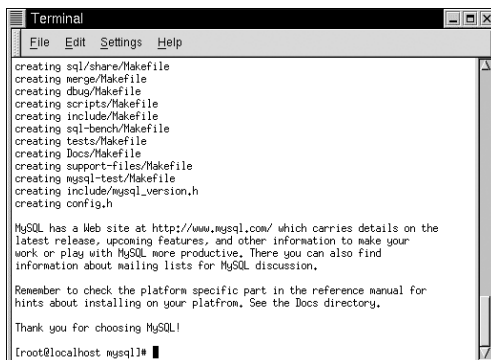 Terminal
File Edit Settings Help
creating sql/share/Makefile
creating merge/Makefile
creating dbug/Makefile
creating scripts/Makefile
creating include/Makefile
creating sql-bench/Makefile
creating tests/Makefile
creating Docs/Makefile
creating support-files/Makefile
creating mysql-test/Makefile
creating include/mysql_version.h
creating config.h
MySQL has a Web site at http://www.mysql.com/ which carries details on the
latest release, upcoming features, and other information to make your
work or play with MySQL more productive. There you can also find
information about mailing lists for MySQL discussion.
Remember to check the platform specific part in the reference manual for
hints about installing on your platfrom. See the Docs directory.
Thank you for choosing MySQL!
[root@localhost mysql]#